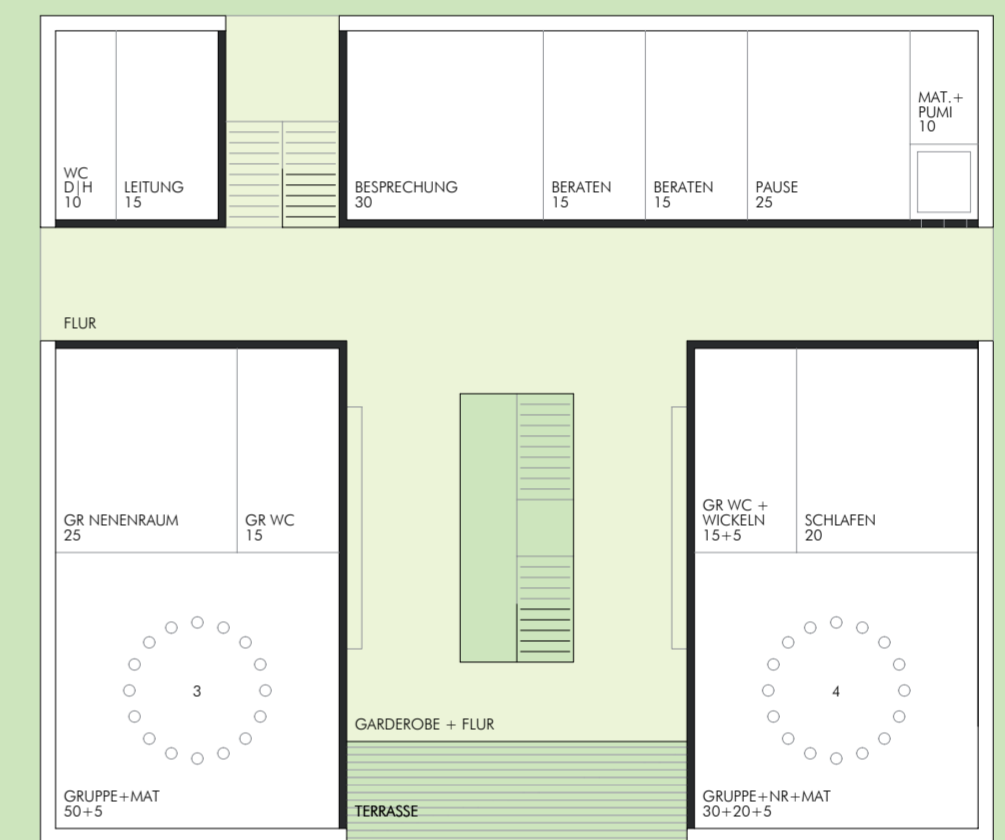 WC
D|H
10
LEITUNG
15
BESPRECHUNG
30
BERATEN
15
BERATEN
15
PAUSE
25
MAT.+
PUMI
10
FLUR
GR NENENRAUM
25
GR WC
15
GR WC +
WICKELN
15+5
SCHLAFEN
20
3
4
GARDEROBE + FLUR
GRUPPE+MAT
50+5
TERRASSE
GRUPPE+NR+MAT
30+20+5